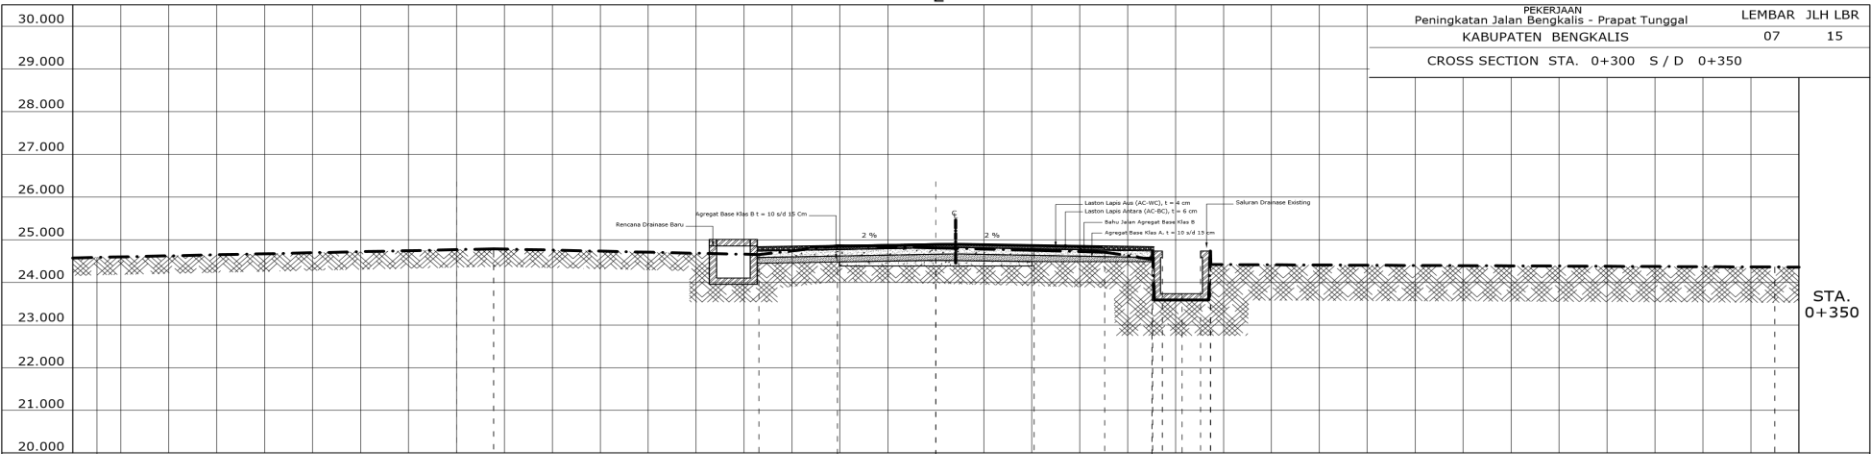 PEKERJAAN
Peningkatan Jalan Bengkalis - Prapat Tunggal
LEMBAR JLH LBR
KABUPATEN BENGKALIS
07 15
CROSS SECTION STA. 0+300 S / D 0+350
30.000
29.000
28.000
27.000
26.000
25.000
24.000
23.000
22.000
21.000
20.000
Rencana Drainase Baru
Agregat Base Klas B t = 10 s/d 15 Cm
2 %
2 %
Laston Lapis Aus (AC-WC), t = 4 cm
Laston Lapis Antara (AC-BC), t = 6 cm
Bahu Jalan Agregat Base Klas B
Agregat Base Klas A, t = 10 s/d 15 cm
Saluran Drainase Existing
STA.
0+350